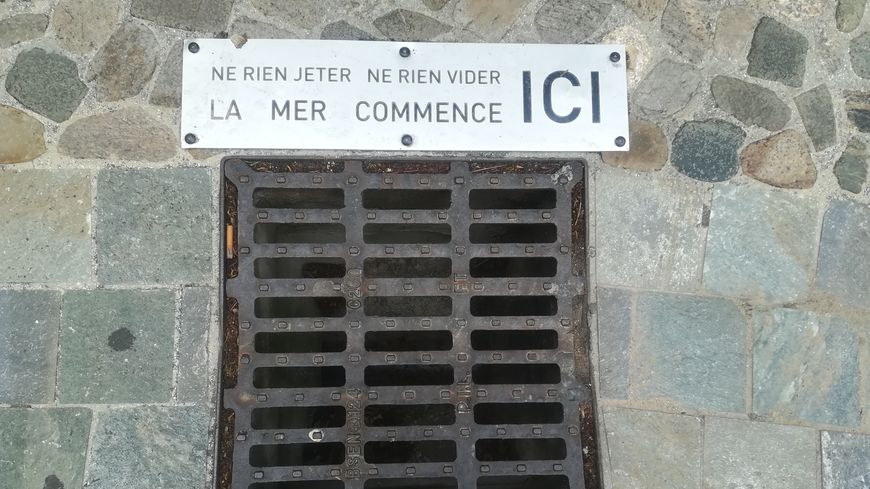 NE RIEN JETER NE RIEN VIDER
LA MER COMMENCE ICI